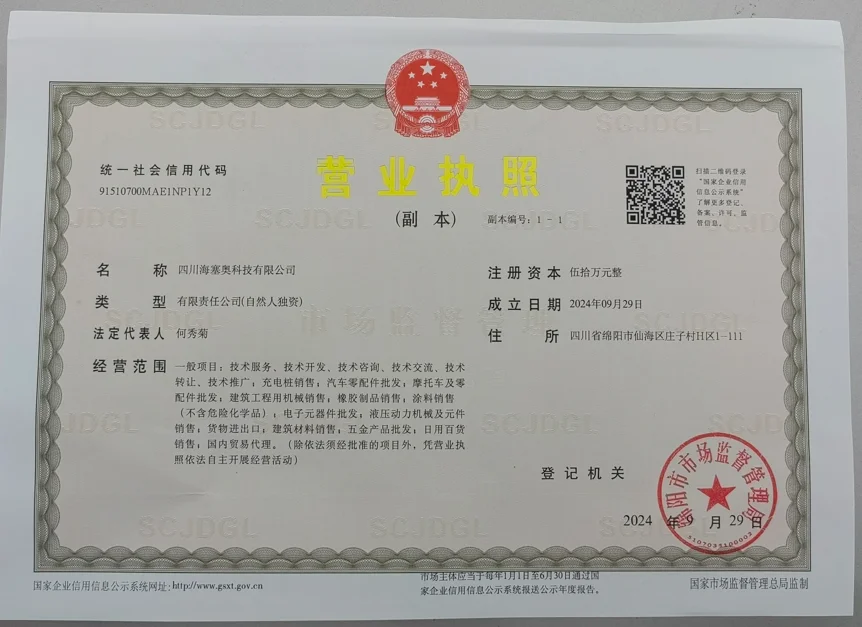 统一社会信用代码
91510700MAE1NP1Y12
营业执照
(副 本)
副本编号：1 - 1
扫描二维码登录
“国家企业信用
信息公示系统”
了解更多登记、
备案、许可、监
管信息。
名 称 四川海塞奥科技有限公司
类 型 有限责任公司(自然人独资)
法定代表人 何秀菊
经营范围 一般项目：技术服务、技术开发、技术咨询、技术交流、技术
转让、技术推广；充电桩销售；汽车零配件批发；摩托车及零
配件批发；建筑工程用机械销售；橡胶制品销售；涂料销售
（不含危险化学品）；电子元器件批发；液压动力机械及元件
销售；货物进出口；建筑材料销售；五金产品批发；日用百货
销售；国内贸易代理。（除依法须经批准的项目外，凭营业执
照依法自主开展经营活动）
注册资本 伍拾万元整
成立日期 2024年09月29日
住 所 四川省绵阳市仙海区庄子村H区1-111
登记机关
绵阳市市场监督管理局
2024 年 9 月 29 日
SCJDGL
市场监督管理
国家企业信用信息公示系统网址：http://www.gsxt.gov.cn
市场主体应当于每年1月1日至6月30日通过国
家企业信用信息公示系统报送公示年度报告。
国家市场监督管理总局监制